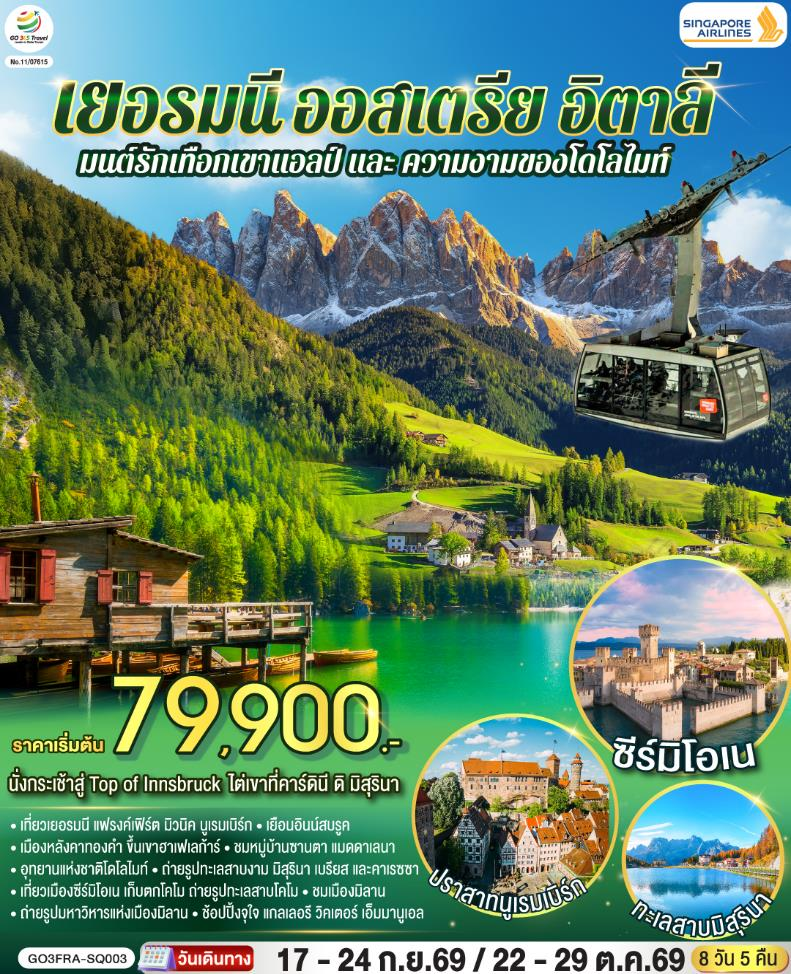 GO 365 Travel
No.11/07615
SINGAPORE
AIRLINES
เยอรมนี ออสเตรีย อิตาลี
มนต์รักเทือกเขาแอลป์ และ ความงามของโดโลไมท์
ราคาเริ่มต้น 79,900.-
นั่งกระเช้าสู่ Top of Innsbruck ไต่เขาที่คาร์ดินี ดิ มิสุรินา
• เที่ยวเยอรมนี แฟรงค์เฟิร์ต มิวนิค นูเรมเบิร์ก • เยือนอินน์สบรูค
• เมืองหลังคาทองคำ ขึ้นเขาฮาเฟเลก้าร์ • ชมหมู่บ้านซานตา แมดดาเลนา
• อุทยานแห่งชาติโดโลไมท์ • ถ่ายรูปทะเลสาบงาม มิสุรินา เบรียส และคาเรซซา
• เที่ยวเมืองซีร์มิโอเน เก็บตกโคโม ถ่ายรูปทะเลสาบโคโม • ชมเมืองมิลาน
• ถ่ายรูปมหาวิหารแห่งเมืองมิลาน • ช้อปปิ้งจุใจ แกลเลอรี วิคเตอร์ เอ็มมานูเอล
ซีร์มิโอเน
ปราสาทนูเรมเบิร์ก
ทะเลสาบมิสุรินา
GO3FRA-SQ003 วันเดินทาง 17 - 24 ก.ย.69 / 22 - 29 ต.ค.69 8 วัน 5 คืน